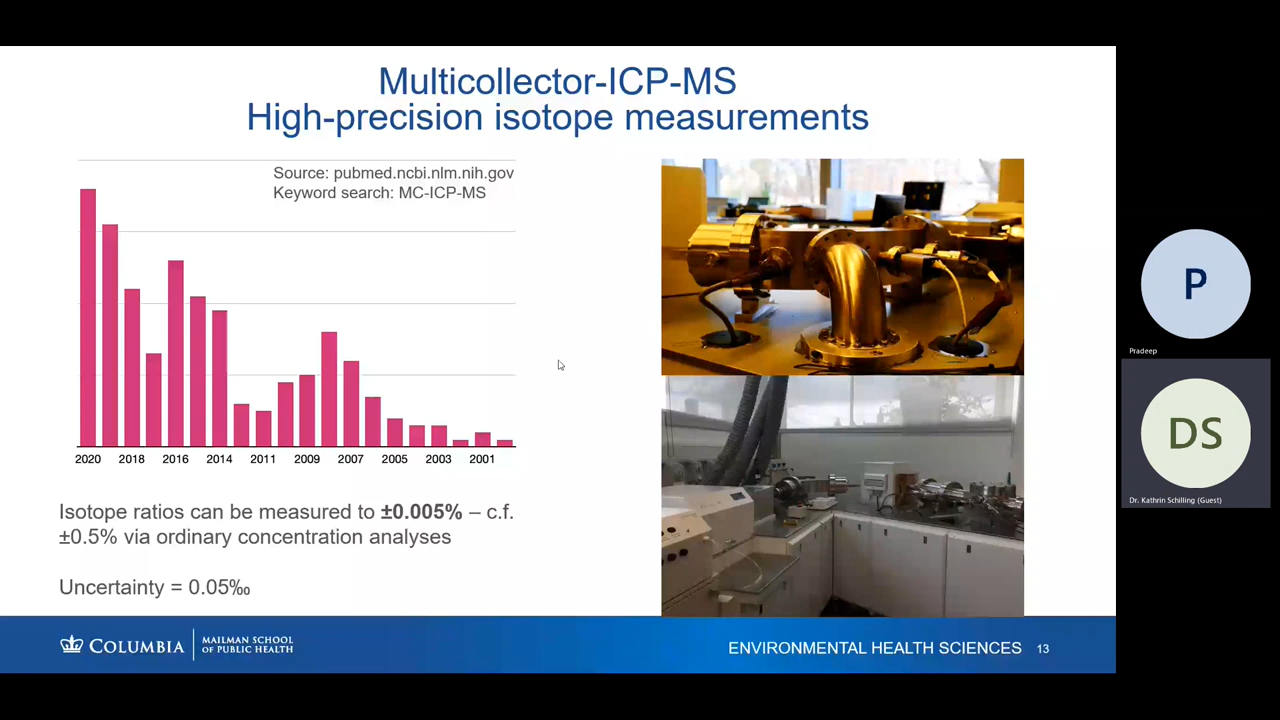 Multicollector-ICP-MS
High-precision isotope measurements
Source: pubmed.ncbi.nlm.nih.gov
Keyword search: MC-ICP-MS
2020 2018 2016 2014 2011 2009 2007 2005 2003 2001
Isotope ratios can be measured to ±0.005% – c.f.
±0.5% via ordinary concentration analyses
Uncertainty = 0.05‰
COLUMBIA
MAILMAN SCHOOL
OF PUBLIC HEALTH
ENVIRONMENTAL HEALTH SCIENCES 13
P
Pradeep
DS
Dr. Kathrin Schilling (Guest)